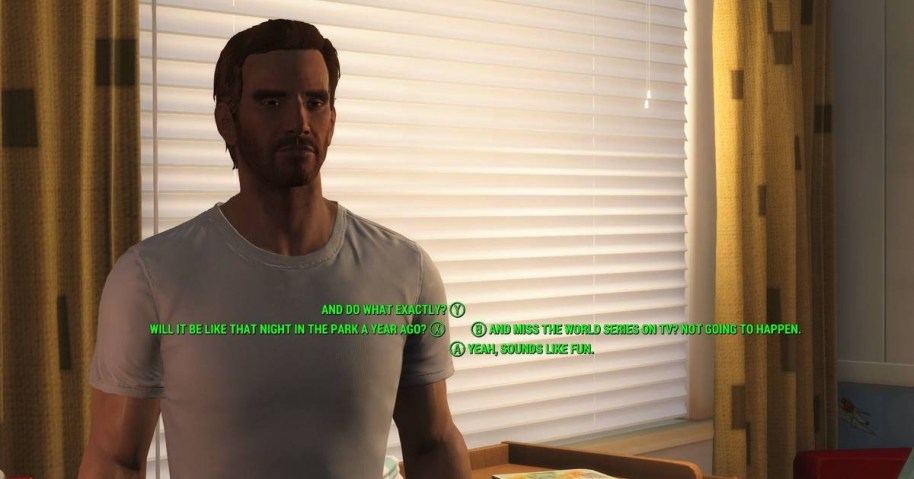 AND DO WHAT EXACTLY? Y
WILL IT BE LIKE THAT NIGHT IN THE PARK A YEAR AGO? X B AND MISS THE WORLD SERIES ON TV? NOT GOING TO HAPPEN.
A YEAH, SOUNDS LIKE FUN.